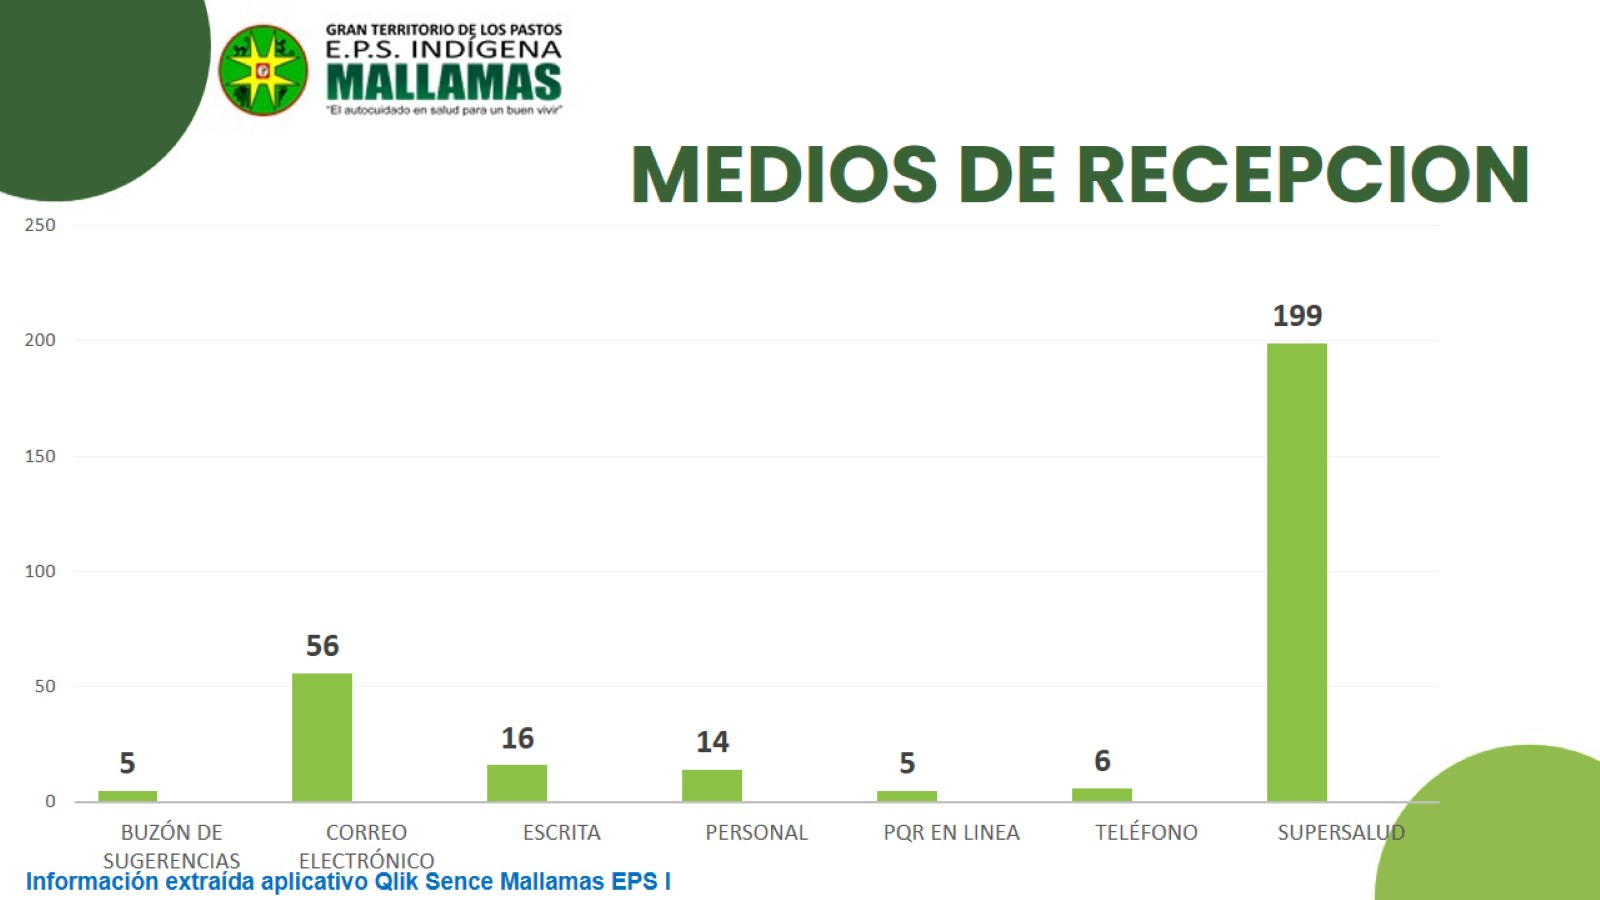 GRAN TERRITORIO DE LOS PASTOS
E.P.S. INDÍGENA
MALLAMAS
"El autocuidado en salud para un buen vivir"
MEDIOS DE RECEPCION
250
200
150
100
50
0
5
56
16
14
5
6
199
BUZÓN DE
SUGERENCIAS
CORREO
ELECTRÓNICO
ESCRITA
PERSONAL
PQR EN LINEA
TELÉFONO
SUPERSALUD
Información extraída aplicativo Qlik Sence Mallamas EPS I